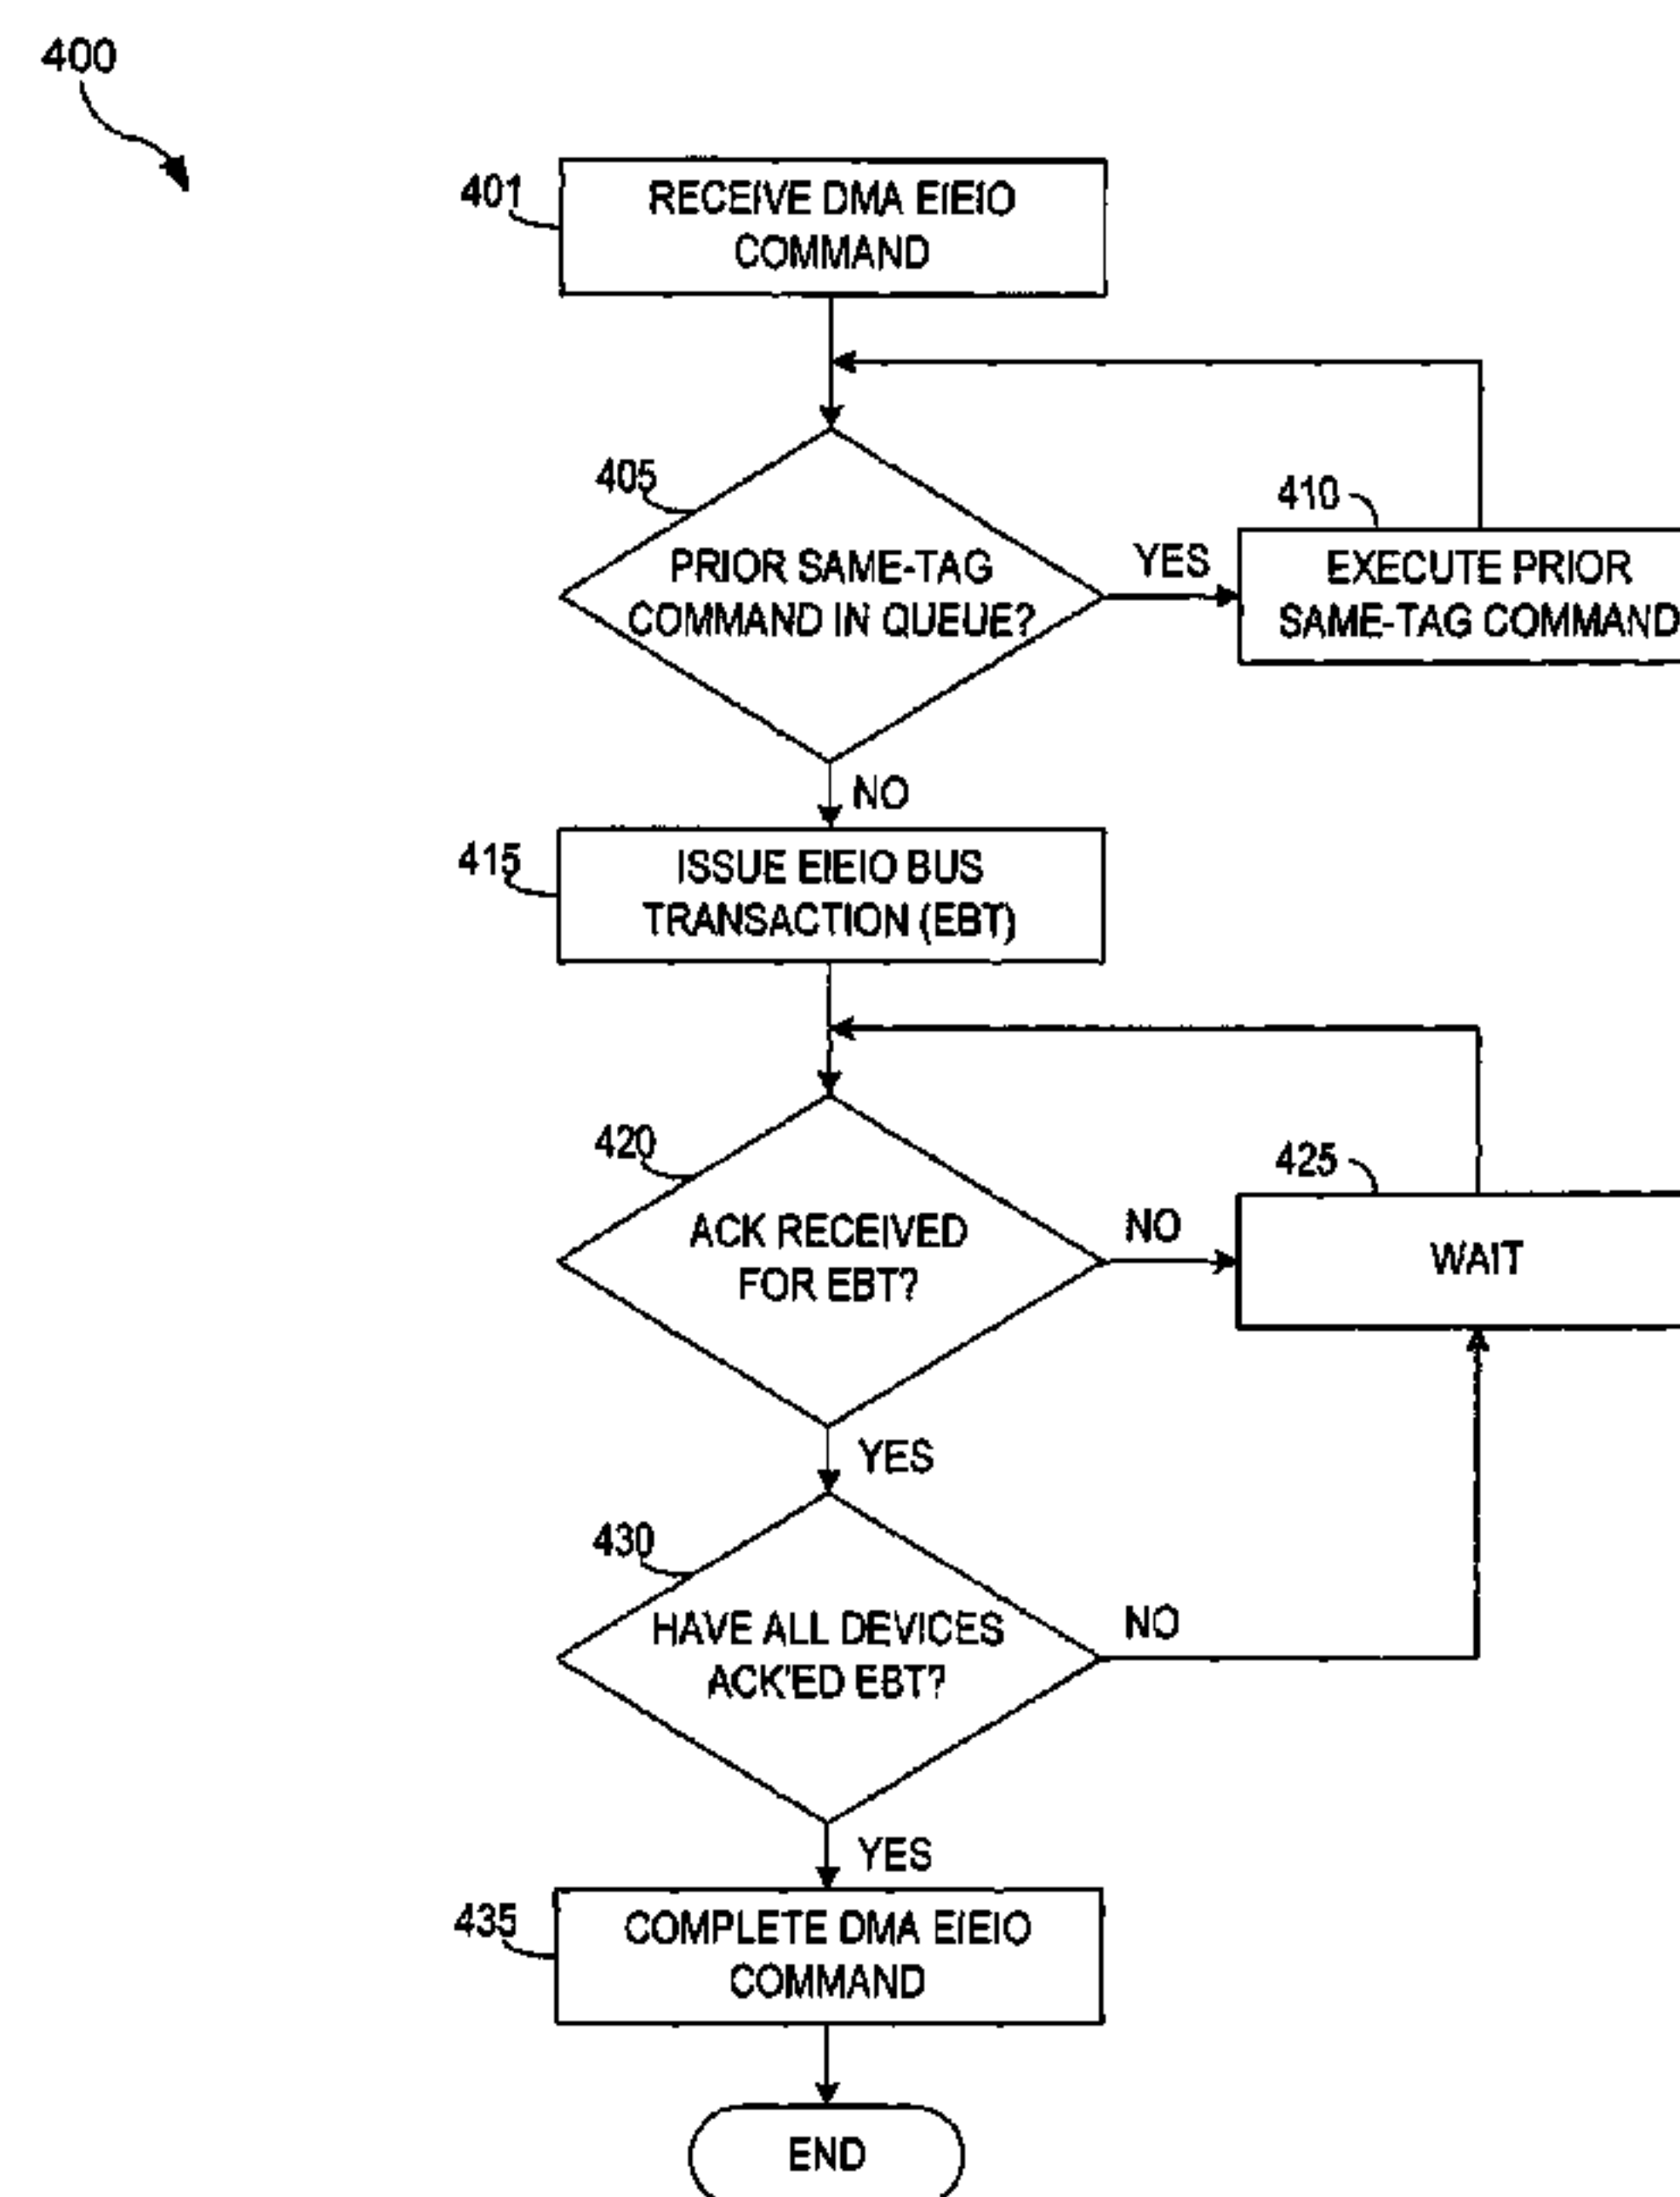 400
401
RECEIVE DMA EIEIO
COMMAND
405
PRIOR SAME-TAG
COMMAND IN QUEUE?
YES
410
EXECUTE PRIOR
SAME-TAG COMMAND
NO
415
ISSUE EIEIO BUS
TRANSACTION (EBT)
420
ACK RECEIVED
FOR EBT?
NO
425
WAIT
YES
430
HAVE ALL DEVICES
ACK'ED EBT?
NO
YES
435
COMPLETE DMA EIEIO
COMMAND
END